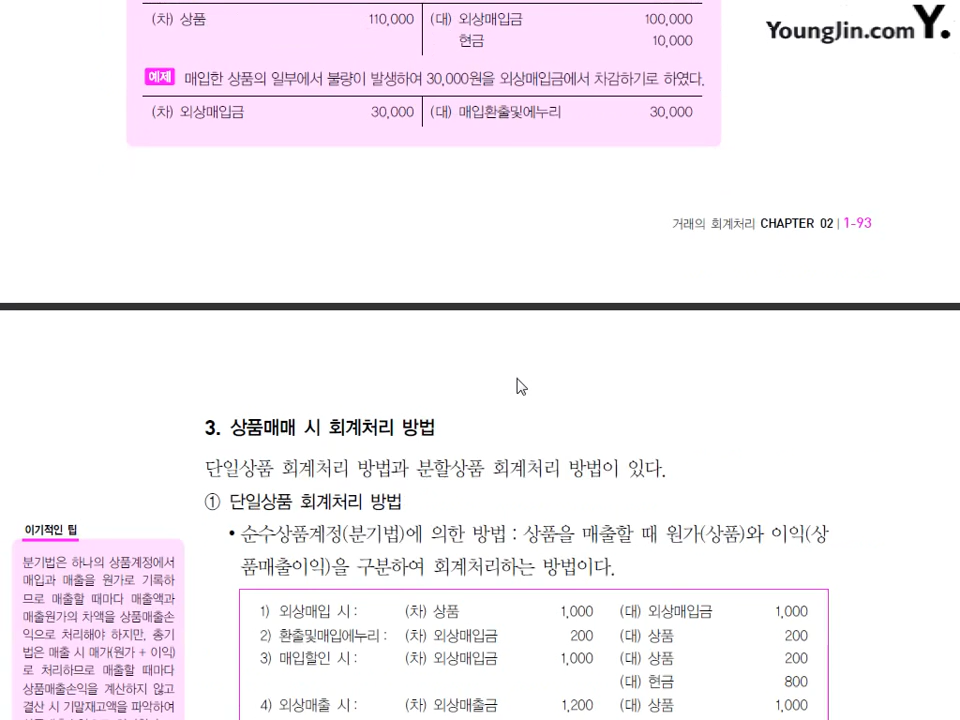 (차) 상품 110,000 (대) 외상매입금 100,000
현금 10,000
YoungJin.com Y.
예제 매입한 상품의 일부에서 불량이 발생하여 30,000원을 외상매입금에서 차감하기로 하였다.
(차) 외상매입금 30,000 (대) 매입환출및에누리 30,000
거래의 회계처리 CHAPTER 02 | 1-93
3. 상품매매 시 회계처리 방법
단일상품 회계처리 방법과 분할상품 회계처리 방법이 있다.
① 단일상품 회계처리 방법
• 순수상품계정(분기법)에 의한 방법 : 상품을 매출할 때 원가(상품)와 이익(상
품매출이익)을 구분하여 회계처리하는 방법이다.
이기적인 팁
분기법은 하나의 상품계정에서
매입과 매출을 원가로 기록하
므로 매출할 때마다 매출액과
매출원가의 차액을 상품매출손
익으로 처리해야 하지만, 총기
법은 매출 시 매가(원가 + 이익)
로 처리하므로 매출할 때마다
상품매출손익을 계산하지 않고
결산 시 기말재고액을 파악하여
1) 외상매입 시 : (차) 상품 1,000 (대) 외상매입금 1,000
2) 환출및매입에누리 : (차) 외상매입금 200 (대) 상품 200
3) 매입할인 시 : (차) 외상매입금 1,000 (대) 상품 200
(대) 현금 800
4) 외상매출 시 : (차) 외상매출금 1,200 (대) 상품 1,000